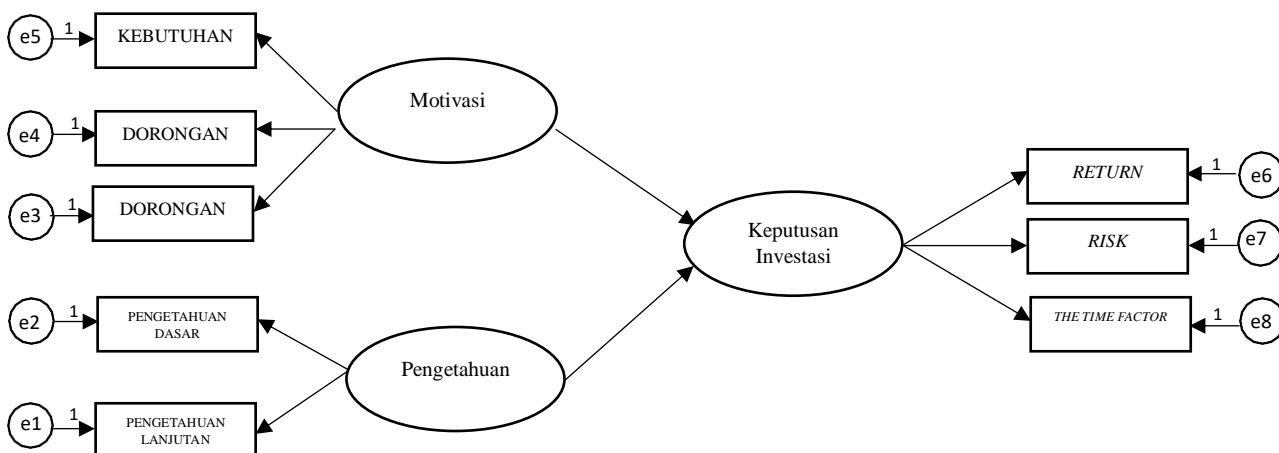 e5
1
KEBUTUHAN
Motivasi
e4
1
DORONGAN
e3
1
DORONGAN
Keputusan
Investasi
RETURN
1
e6
RISK
1
e7
THE TIME FACTOR
1
e8
e2
1
PENGETAHUAN
DASAR
Pengetahuan
e1
1
PENGETAHUAN
LANJUTAN